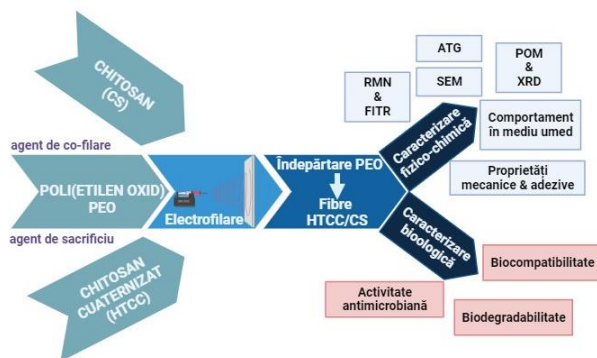 CHITOSAN
(CS)
agent de co-filare
POLI(ETILEN OXID)
PEO
agent de sacrificiu
CHITOSAN
CUATERNIZAT
(HTCC)
Electrofilare
Îndepărtare PEO
Fibre
HTCC/CS
Caracterizare
fizico-chimică
RMN
&
FITR
ATG
SEM
POM
&
XRD
Comportament
în mediu umed
Proprietăți
mecanice & adezive
Caracterizare
bioologică
Biocompatibilitate
Activitate
antimicrobiană
Biodegradabilitate